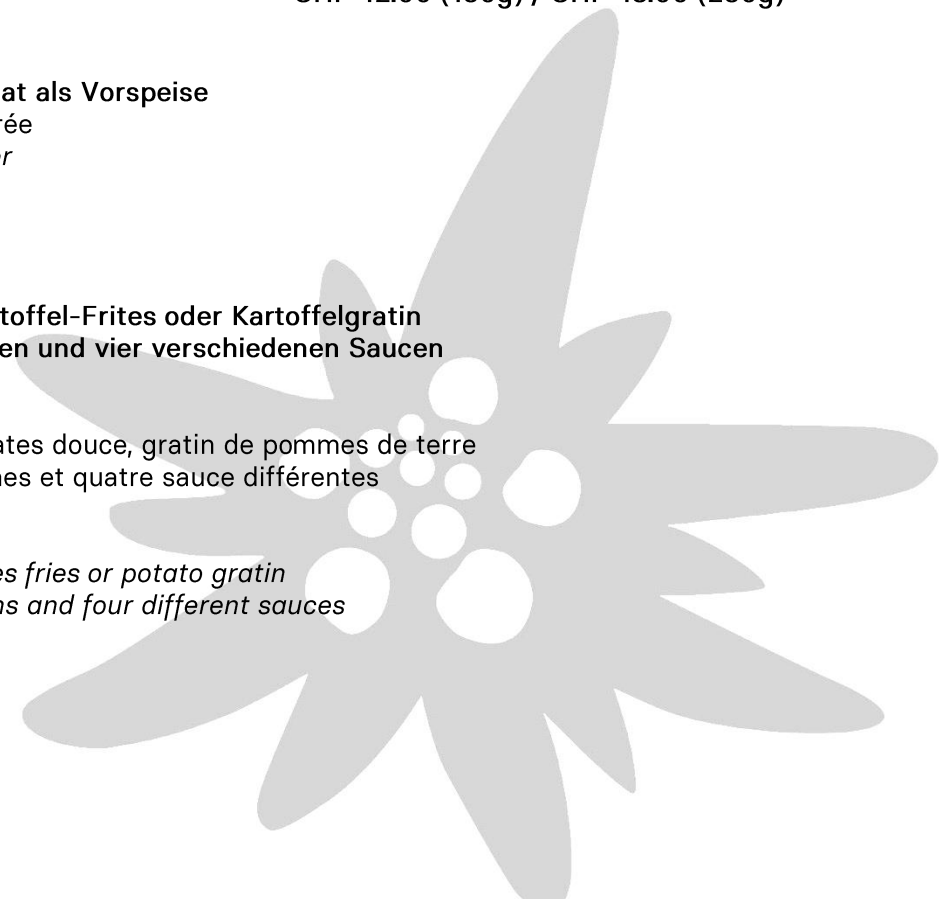 at als Vorspeise
rée
r
toffel-Frites oder Kartoffelgratin
en und vier verschiedenen Saucen
ates douce, gratin de pommes de terre
nes et quatre sauce différentes
es fries or potato gratin
ns and four different sauces